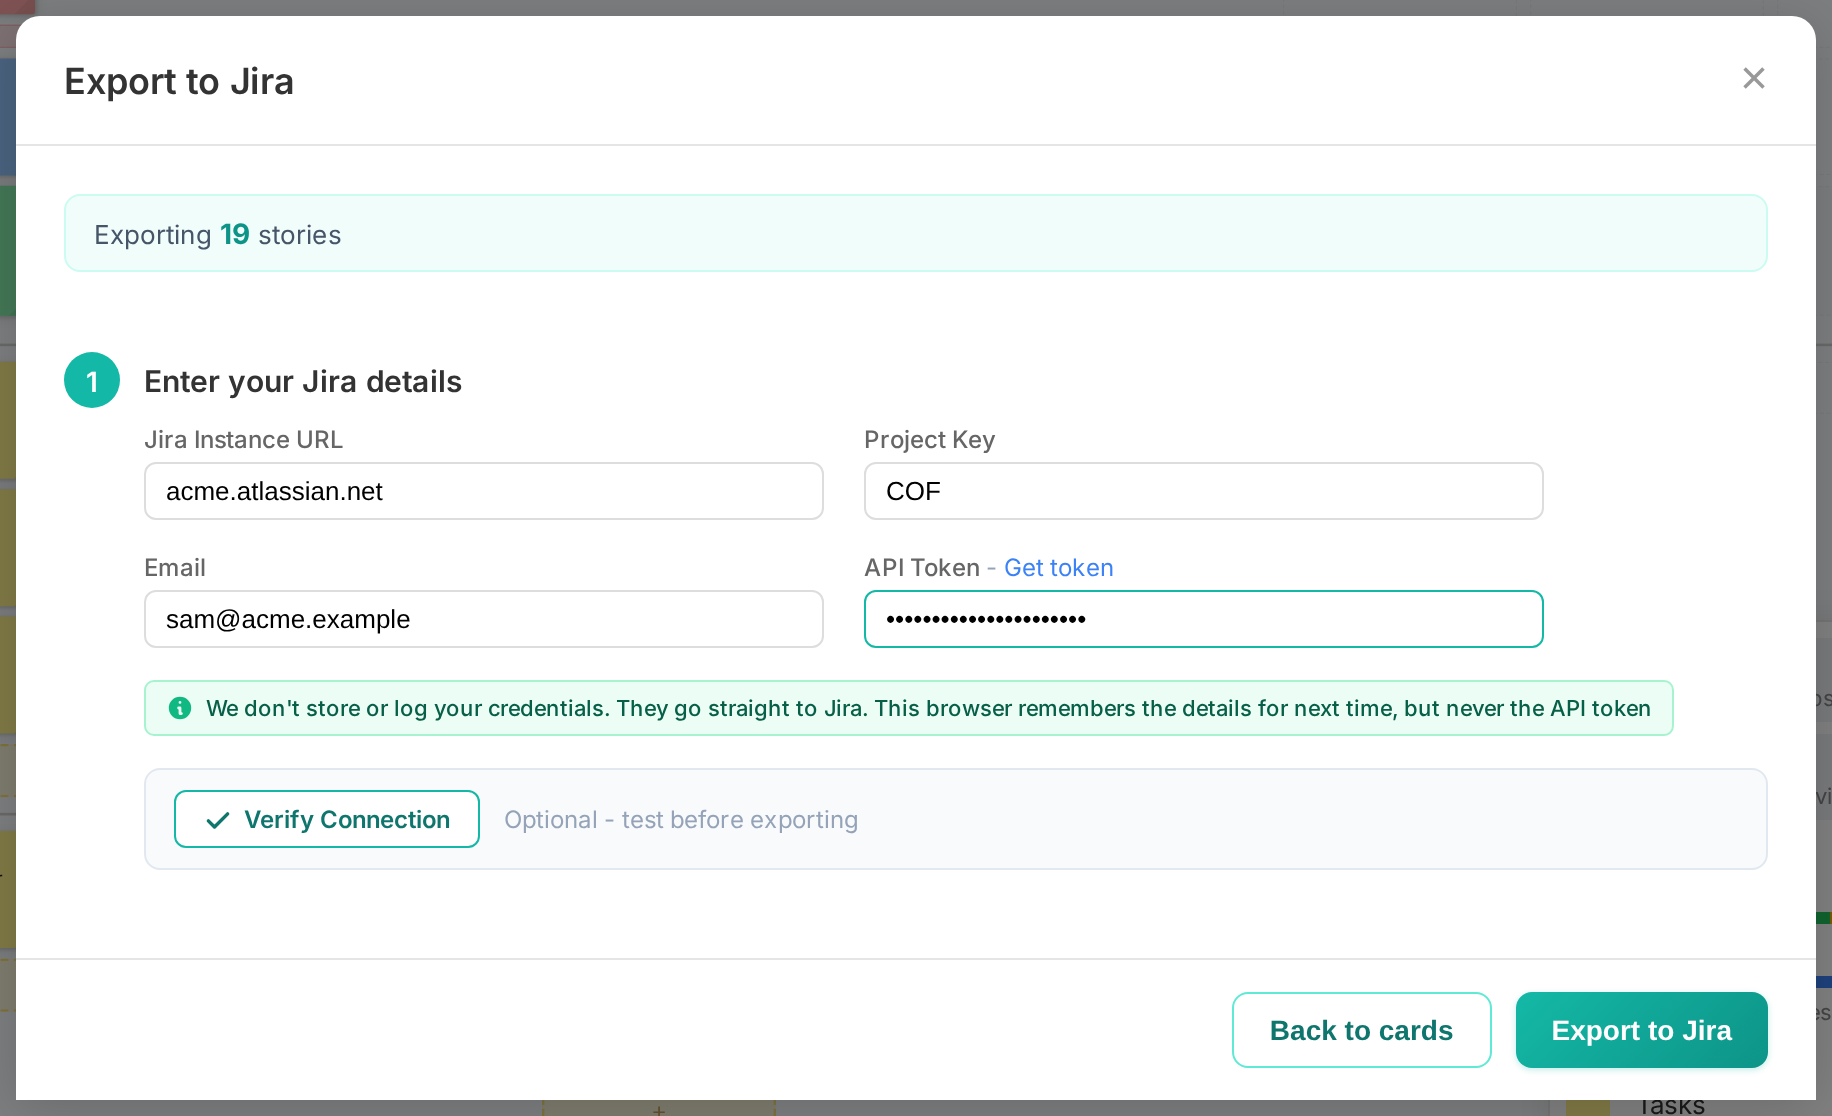 Export to Jira
Exporting 19 stories
1 Enter your Jira details
Jira Instance URL
acme.atlassian.net
Project Key
COF
Email
sam@acme.example
API Token - Get token
••••••••••••••••••••••
We don't store or log your credentials. They go straight to Jira. This browser remembers the details for next time, but never the API token
Verify Connection
Optional - test before exporting
Back to cards
Export to Jira
Tasks